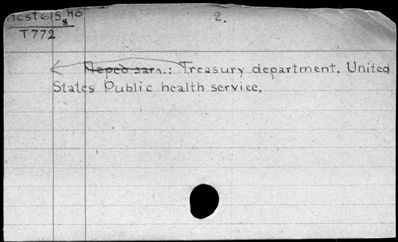 2.
T772
Treasury department. United
States Public health service.